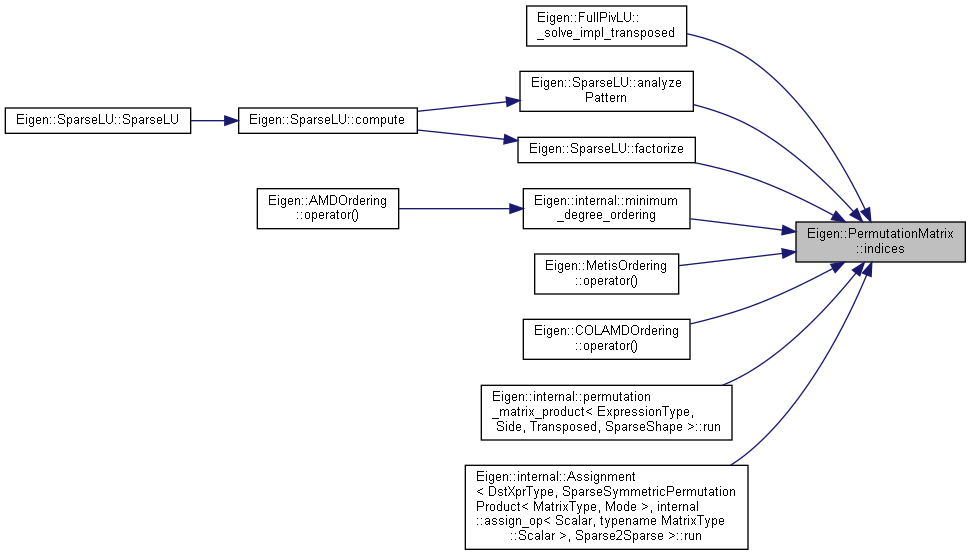 Eigen::FullPivLU::
_solve_impl_transposed
Eigen::SparseLU::analyze
Pattern
Eigen::SparseLU::SparseLU
Eigen::SparseLU::compute
Eigen::SparseLU::factorize
Eigen::AMDOrdering
::operator()
Eigen::internal::minimum
_degree_ordering
Eigen::PermutationMatrix
::indices
Eigen::MetisOrdering
::operator()
Eigen::COLAMDOrdering
::operator()
Eigen::internal::permutation
_matrix_product< ExpressionType,
Side, Transposed, SparseShape >::run
Eigen::internal::Assignment
< DstXprType, SparseSymmetricPermutation
Product< MatrixType, Mode >, internal
::assign_op< Scalar, typename MatrixType
::Scalar >, Sparse2Sparse >::run